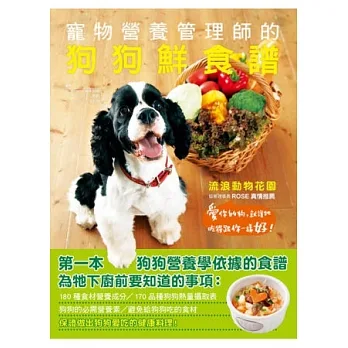 寵物營養管理師的
狗狗鮮食譜
流浪動物花園
ROSE 真情推薦
愛你的狗,就讓牠
吃得跟你一樣好!
第一本 狗狗營養學依據的食譜
為牠下廚前要知道的事項:
180 種食材營養成分/170 品種狗狗熱量攝取表
狗狗的必需營養素/避免給狗狗吃的食材
保證做出狗狗愛吃的健康料理!